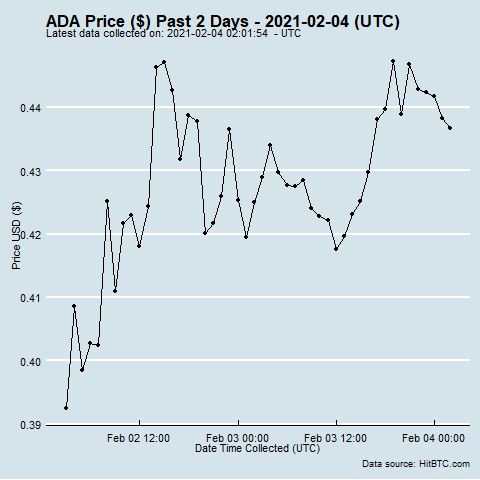 ADA Price ($) Past 2 Days - 2021-02-04 (UTC)
Latest data collected on: 2021-02-04 02:01:54 - UTC
Price USD ($)
0.44
0.43
0.42
0.41
0.40
0.39
Feb 02 12:00 Feb 03 00:00 Feb 03 12:00 Feb 04 00:00
Date Time Collected (UTC)
Data source: HitBTC.com